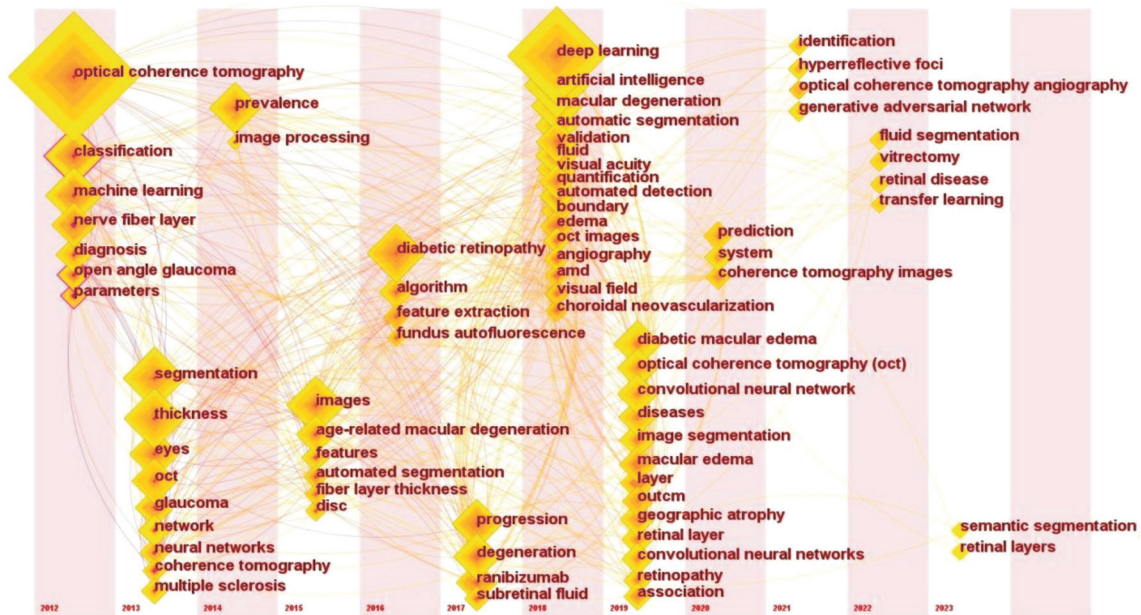 optical coherence tomography
classification
machine learning
nerve fiber layer
diagnosis
open angle glaucoma
parameters
segmentation
thickness
eyes
oct
glaucoma
network
neural networks
coherence tomography
multiple sclerosis
prevalence
image processing
images
age-related macular degeneration
features
automated segmentation
fiber layer thickness
disc
diabetic retinopathy
algorithm
feature extraction
fundus autofluorescence
progression
degeneration
ranibizumab
subretinal fluid
deep learning
artificial intelligence
macular degeneration
automatic segmentation
validation
fluid
visual acuity
quantification
automated detection
boundary
edema
oct images
angiography
amd
visual field
choroidal neovascularization
diabetic macular edema
optical coherence tomography (oct)
convolutional neural network
diseases
image segmentation
macular edema
layer
outcm
geographic atrophy
retinal layer
convolutional neural networks
retinopathy
association
prediction
system
coherence tomography images
identification
hyperreflective foci
optical coherence tomography angiography
generative adversarial network
fluid segmentation
vitrectomy
retinal disease
transfer learning
semantic segmentation
retinal layers
2012 2013 2014 2015 2016 2017 2018 2019 2020 2021 2022 2023